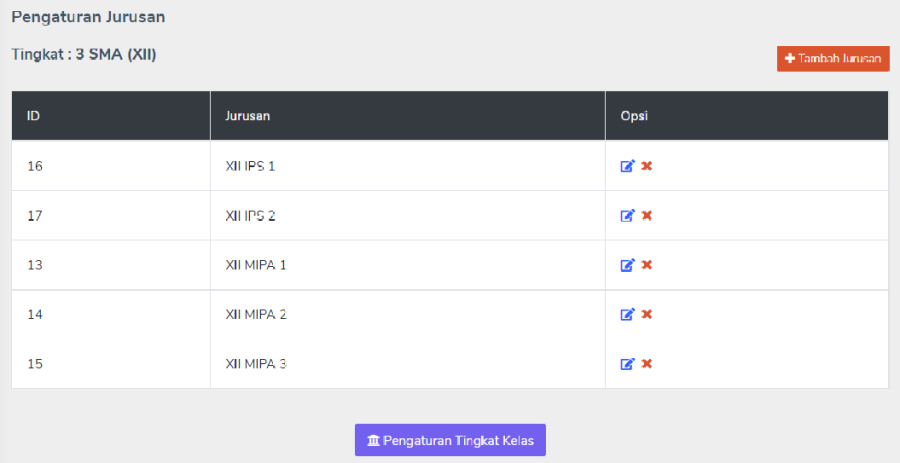 Pengaturan Jurusan
Tingkat : 3 SMA (XII)
Tambah Jurusan
ID Jurusan Opsi
16 XII IPS 1
17 XII IPS 2
13 XII MIPA 1
14 XII MIPA 2
15 XII MIPA 3
Pengaturan Tingkat Kelas